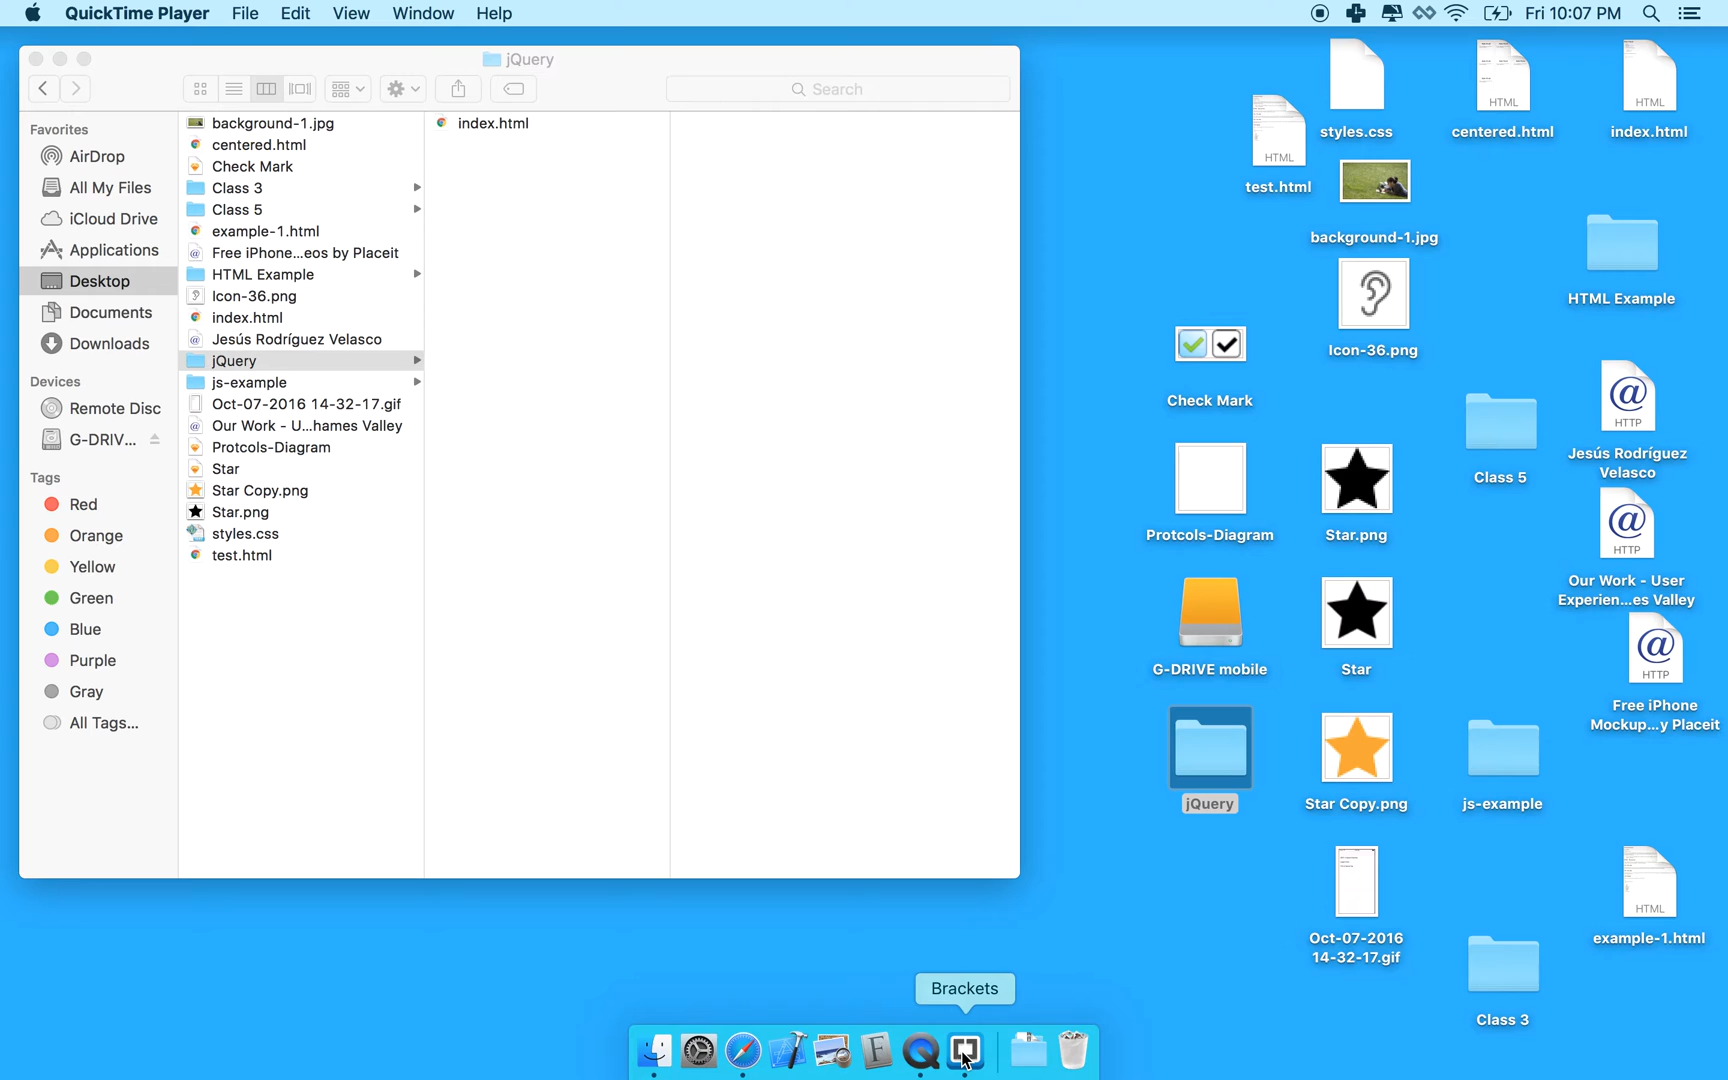 QuickTime Player File Edit View Window Help
Fri 10:07 PM
jQuery
Search
Favorites
AirDrop
All My Files
iCloud Drive
Applications
Desktop
Documents
Downloads
Devices
Remote Disc
G-DRIV...
Tags
Red
Orange
Yellow
Green
Blue
Purple
Gray
All Tags...
background-1.jpg
centered.html
Check Mark
Class 3
Class 5
example-1.html
Free iPhone...eos by Placeit
HTML Example
Icon-36.png
index.html
Jesús Rodríguez Velasco
jQuery
js-example
Oct-07-2016 14-32-17.gif
Our Work - U...hames Valley
Protcols-Diagram
Star
Star Copy.png
Star.png
styles.css
test.html
index.html
styles.css
HTML
centered.html
HTML
index.html
HTML
test.html
background-1.jpg
HTML Example
Icon-36.png
Check Mark
Class 5
@
HTTP
Jesús Rodríguez
Velasco
Protcols-Diagram
Star.png
@
HTTP
Our Work - User
Experien...es Valley
G-DRIVE mobile
Star
@
HTTP
Free iPhone
Mockup...y Placeit
jQuery
Star Copy.png
js-example
Oct-07-2016
14-32-17.gif
HTML
example-1.html
Class 3
Brackets